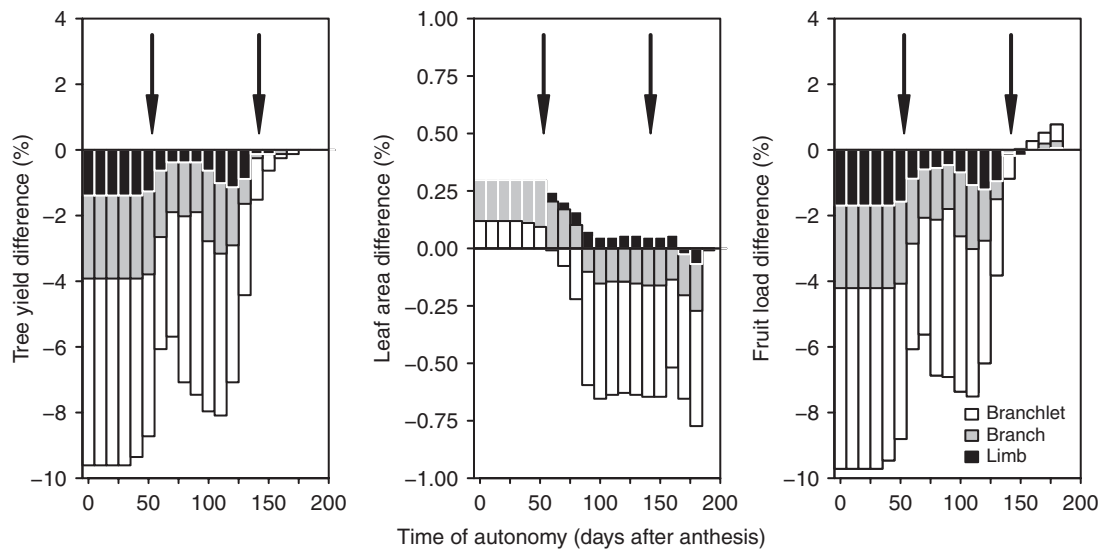 4
2
0
−2
−4
−6
−8
−10
Tree yield difference (%)
0 50 100 150 200
1.00
0.75
0.50
0.25
0.00
−0.25
−0.50
−0.75
−1.00
Leaf area difference (%)
0 50 100 150 200
4
2
0
−2
−4
−6
−8
−10
Fruit load difference (%)
0 50 100 150 200
Branchlet
Branch
Limb
Time of autonomy (days after anthesis)